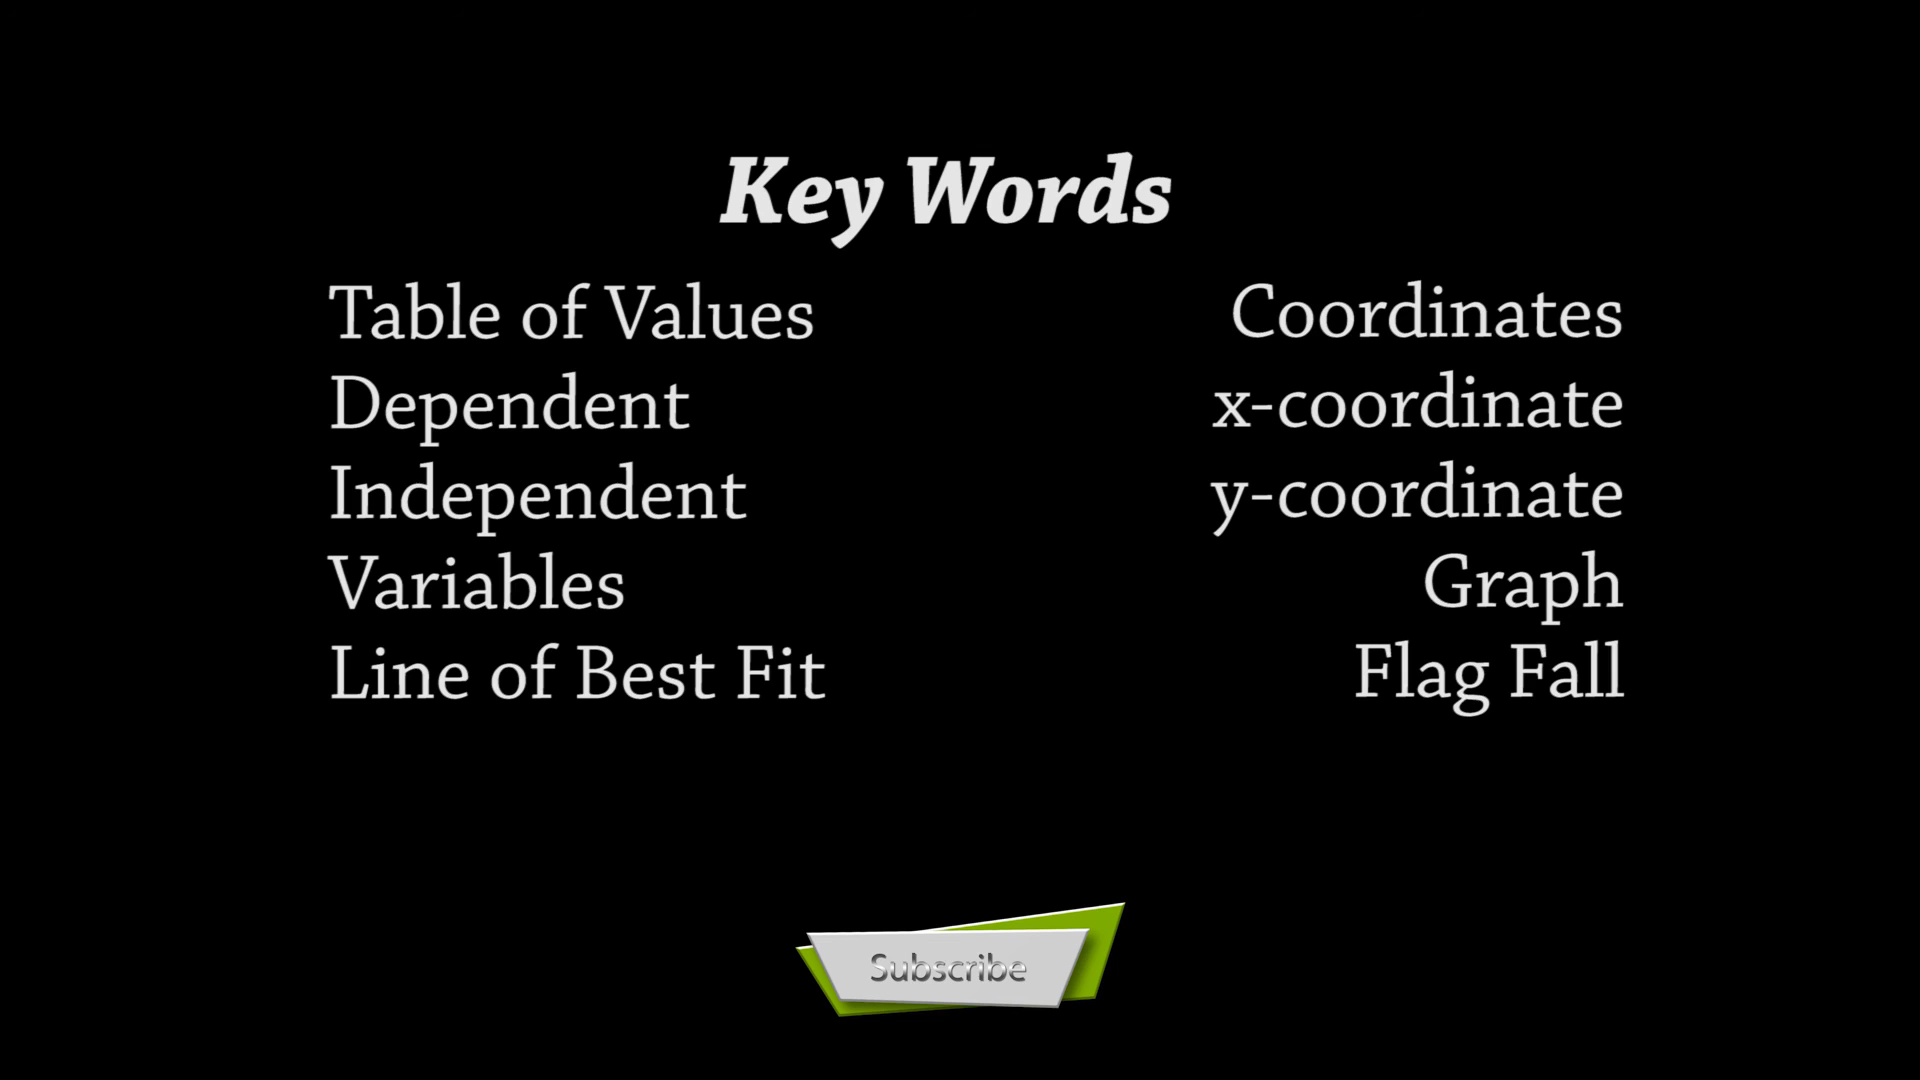 Key Words
Table of Values
Dependent
Independent
Variables
Line of Best Fit
Coordinates
x-coordinate
y-coordinate
Graph
Flag Fall
Subscribe